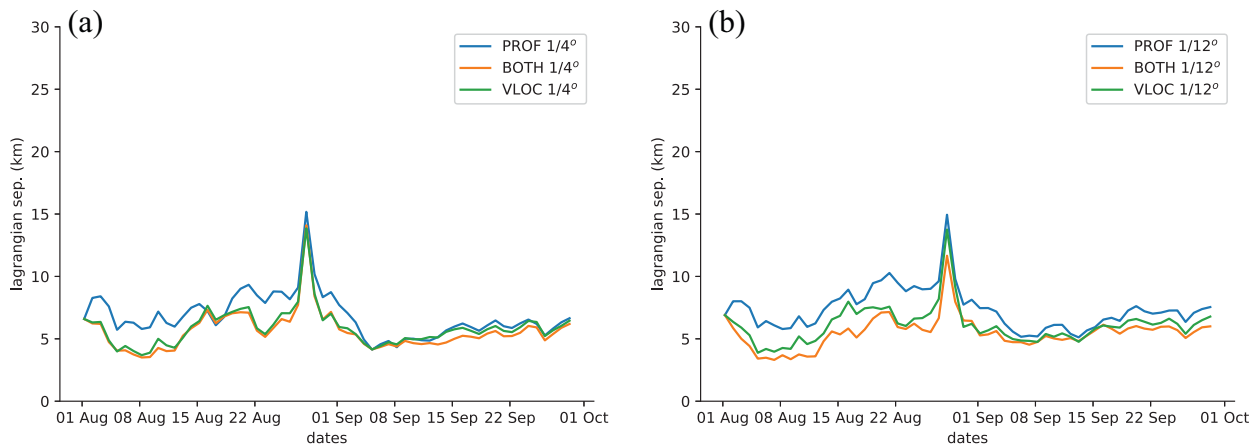 (a)
30
25
20
15
10
5
0
lagrangian sep. (km)
PROF 1/4°
BOTH 1/4°
VLOC 1/4°
01 Aug 08 Aug 15 Aug 22 Aug 01 Sep 08 Sep 15 Sep 22 Sep 01 Oct
dates
(b)
30
25
20
15
10
5
0
lagrangian sep. (km)
PROF 1/12°
BOTH 1/12°
VLOC 1/12°
01 Aug 08 Aug 15 Aug 22 Aug 01 Sep 08 Sep 15 Sep 22 Sep 01 Oct
dates